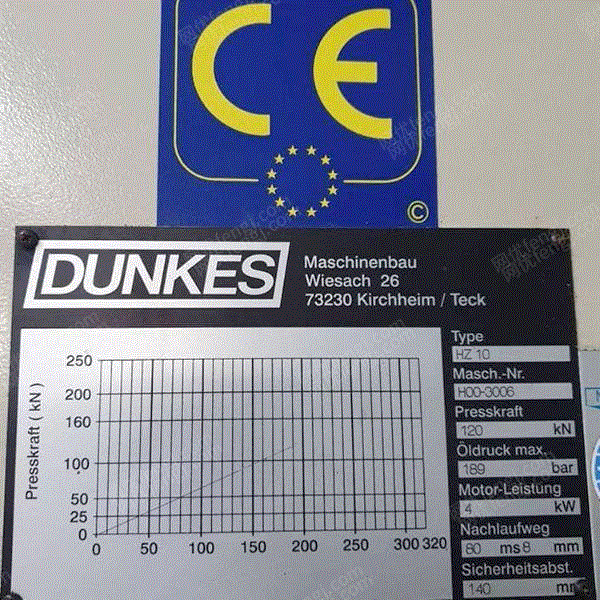 CE
©
DUNKES
Maschinenbau
Wiesach 26
73230 Kirchheim / Teck
Presskraft (kN)
250
200
160
100
50
25
0
0 50 100 150 200 250 300 320
Type
HZ 10
Masch.-Nr.
H00-3006
Presskraft
120 kN
Öldruck max.
189 bar
Motor-Leistung
4 kW
Nachlaufweg
80 ms 8 mm
Sicherheitsabst.
140 mm